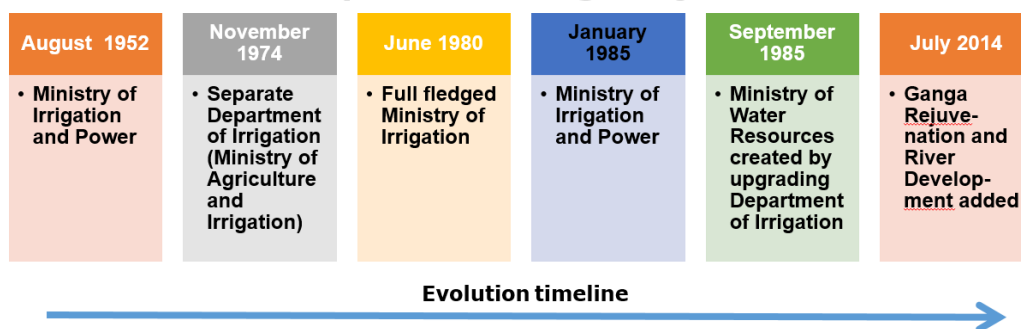 August 1952
• Ministry of
Irrigation
and Power
November
1974
• Separate
Department
of Irrigation
(Ministry of
Agriculture
and
Irrigation)
June 1980
• Full fledged
Ministry of
Irrigation
January
1985
• Ministry of
Irrigation
and Power
September
1985
• Ministry of
Water
Resources
created by
upgrading
Department
of Irrigation
July 2014
• Ganga
Rejuve-
nation and
River
Develop-
ment added
Evolution timeline